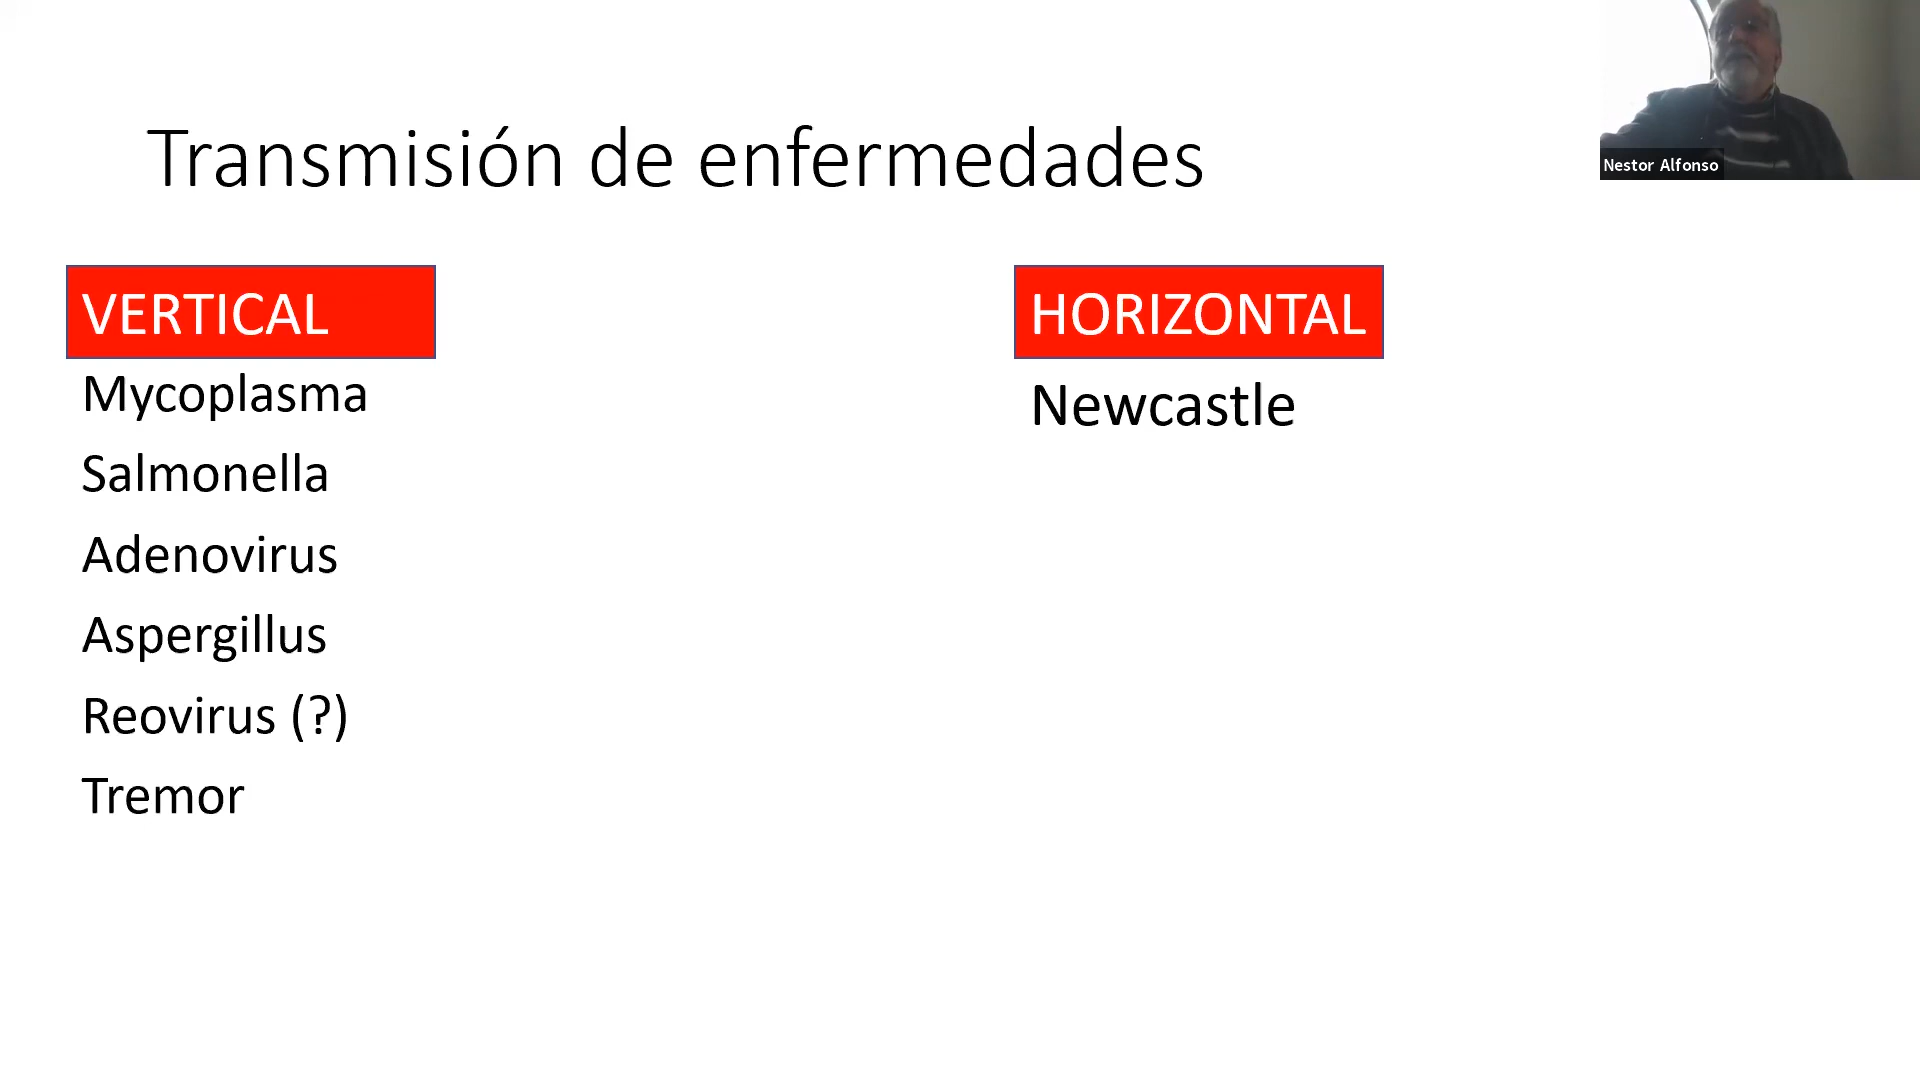 Transmisión de enfermedades
Nestor Alfonso
VERTICAL
Mycoplasma
Salmonella
Adenovirus
Aspergillus
Reovirus (?)
Tremor
HORIZONTAL
Newcastle